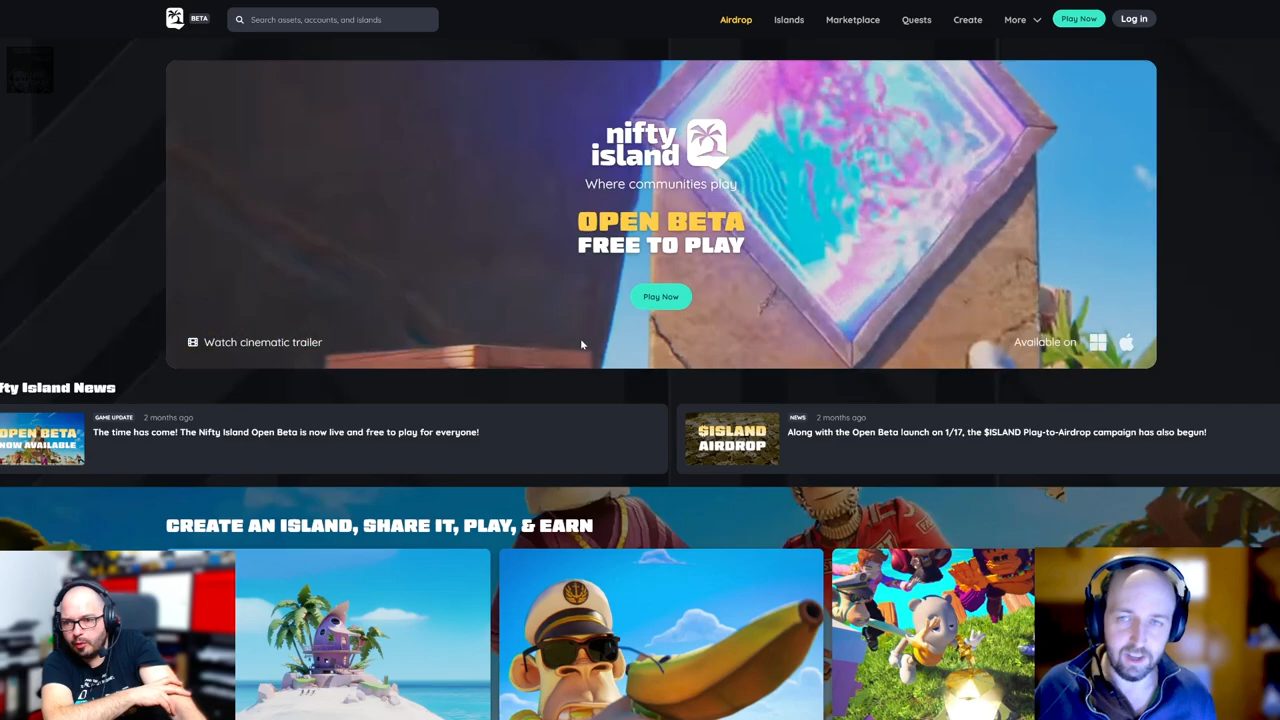 BETA
Search assets, accounts, and islands
Airdrop
Islands
Marketplace
Quests
Create
More
Play Now
Log in
nifty
island
Where communities play
OPEN BETA
FREE TO PLAY
Play Now
Watch cinematic trailer
Available on
fty Island News
OPEN BETA
NOW AVAILABLE
GAME UPDATE
2 months ago
The time has come! The Nifty Island Open Beta is now live and free to play for everyone!
$ISLAND
AIRDROP
NEWS
2 months ago
Along with the Open Beta launch on 1/17, the $ISLAND Play-to-Airdrop campaign has also begun!
CREATE AN ISLAND, SHARE IT, PLAY, & EARN